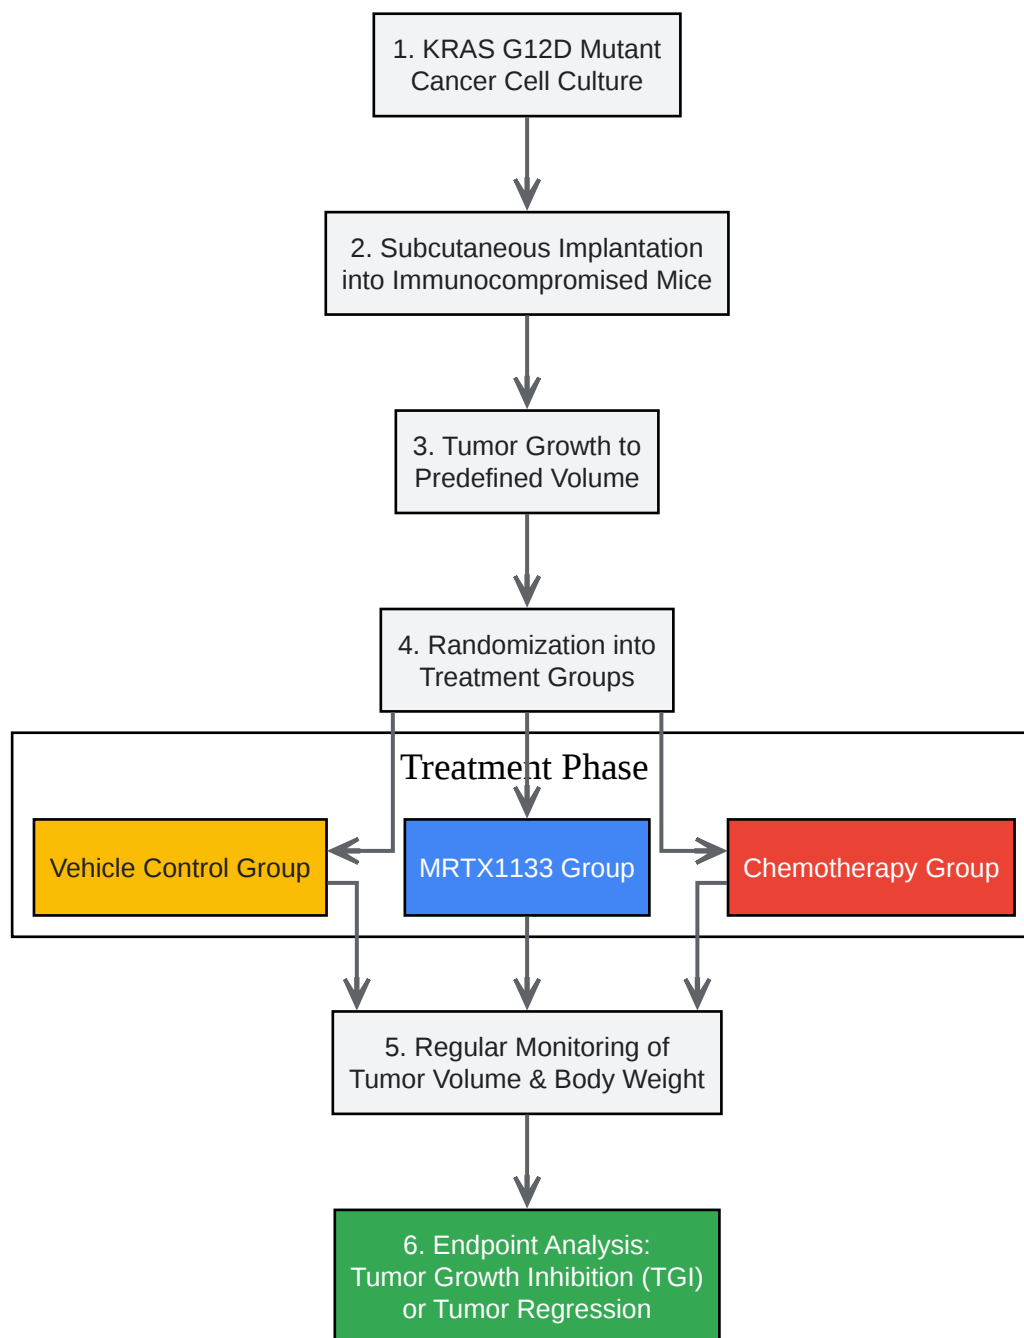 1. KRAS G12D Mutant
Cancer Cell Culture
2. Subcutaneous Implantation
into Immunocompromised Mice
3. Tumor Growth to
Predefined Volume
4. Randomization into
Treatment Groups
Treatment Phase
Vehicle Control Group
MRTX1133 Group
Chemotherapy Group
5. Regular Monitoring of
Tumor Volume & Body Weight
6. Endpoint Analysis:
Tumor Growth Inhibition (TGI)
or Tumor Regression